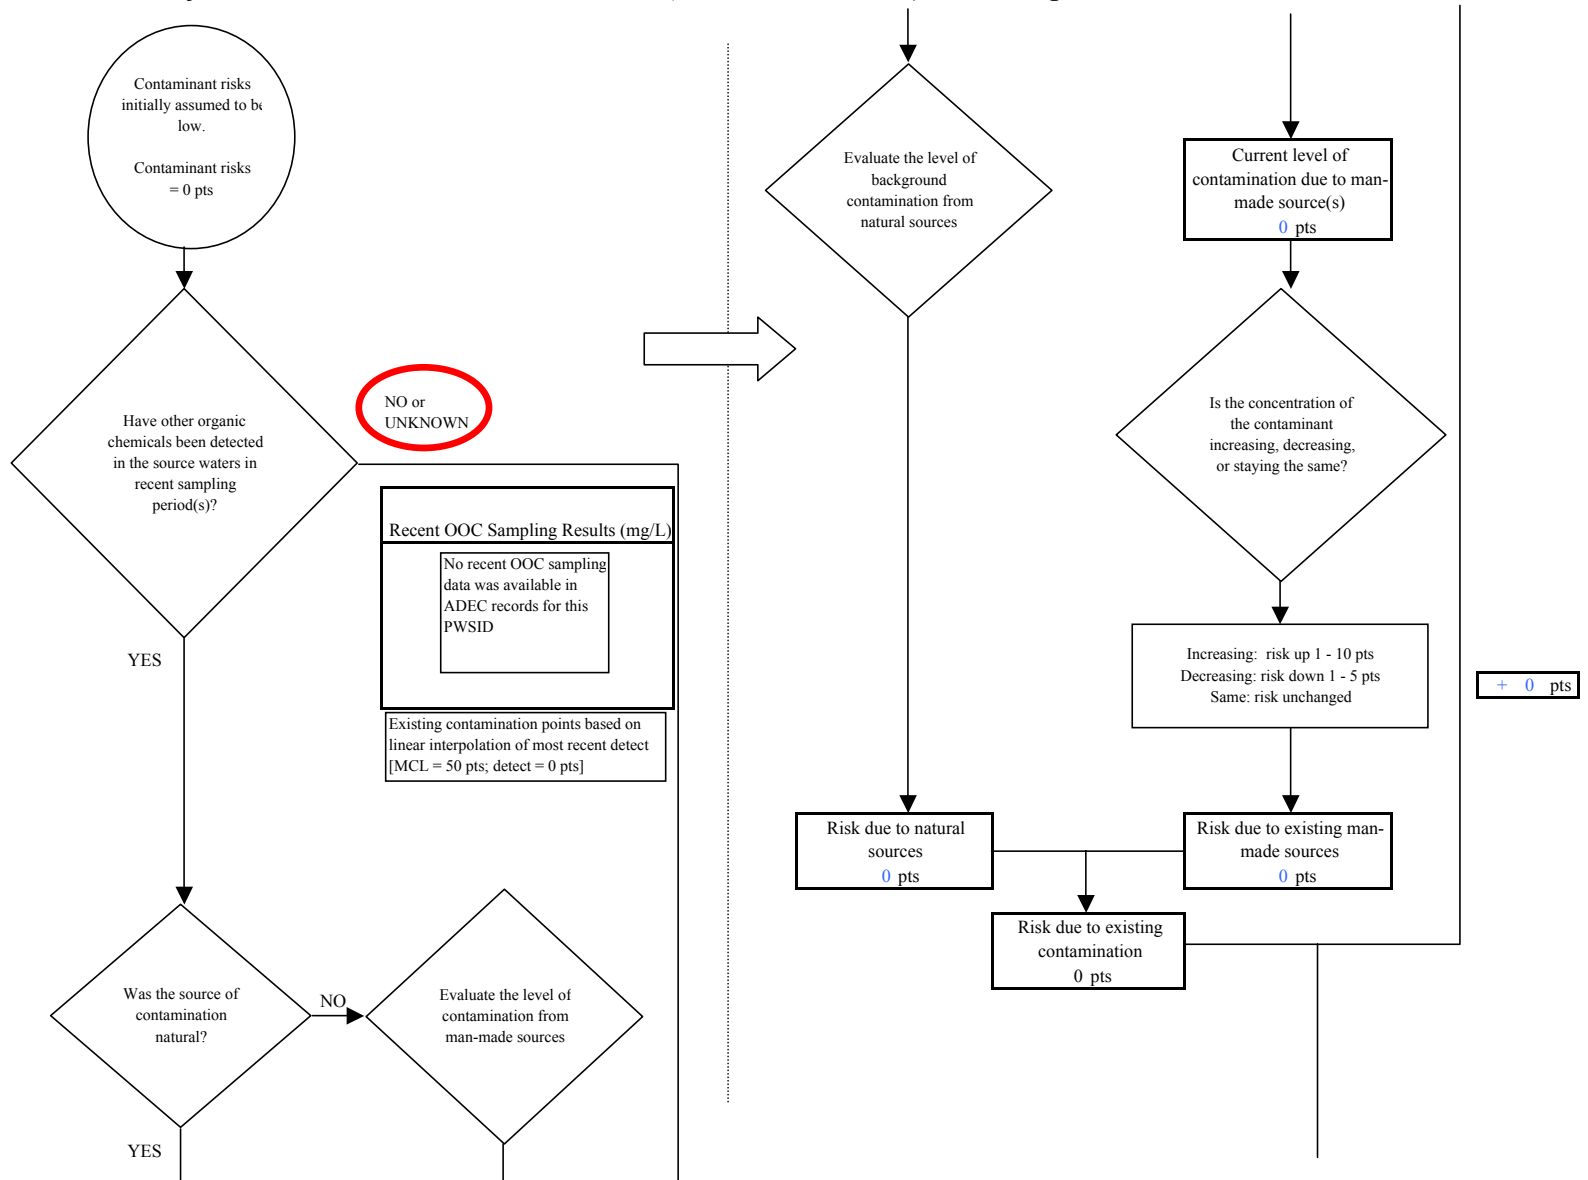 Contaminant risks
initially assumed to be
low.
Contaminant risks
= 0 pts
Have other organic
chemicals been detected
in the source waters in
recent sampling
period(s)?
NO or
UNKNOWN
Recent OOC Sampling Results (mg/L)
No recent OOC sampling
data was available in
ADEC records for this
PWSID
Existing contamination points based on
linear interpolation of most recent detect
[MCL = 50 pts; detect = 0 pts]
YES
Was the source of
contamination
natural?
NO
Evaluate the level of
contamination from
man-made sources
YES
Evaluate the level of
background
contamination from
natural sources
Current level of
contamination due to man-
made source(s)
0 pts
Is the concentration of
the contaminant
increasing, decreasing,
or staying the same?
Increasing: risk up 1 - 10 pts
Decreasing: risk down 1 - 5 pts
Same: risk unchanged
+ 0 pts
Risk due to natural
sources
0 pts
Risk due to existing man-
made sources
0 pts
Risk due to existing
contamination
0 pts